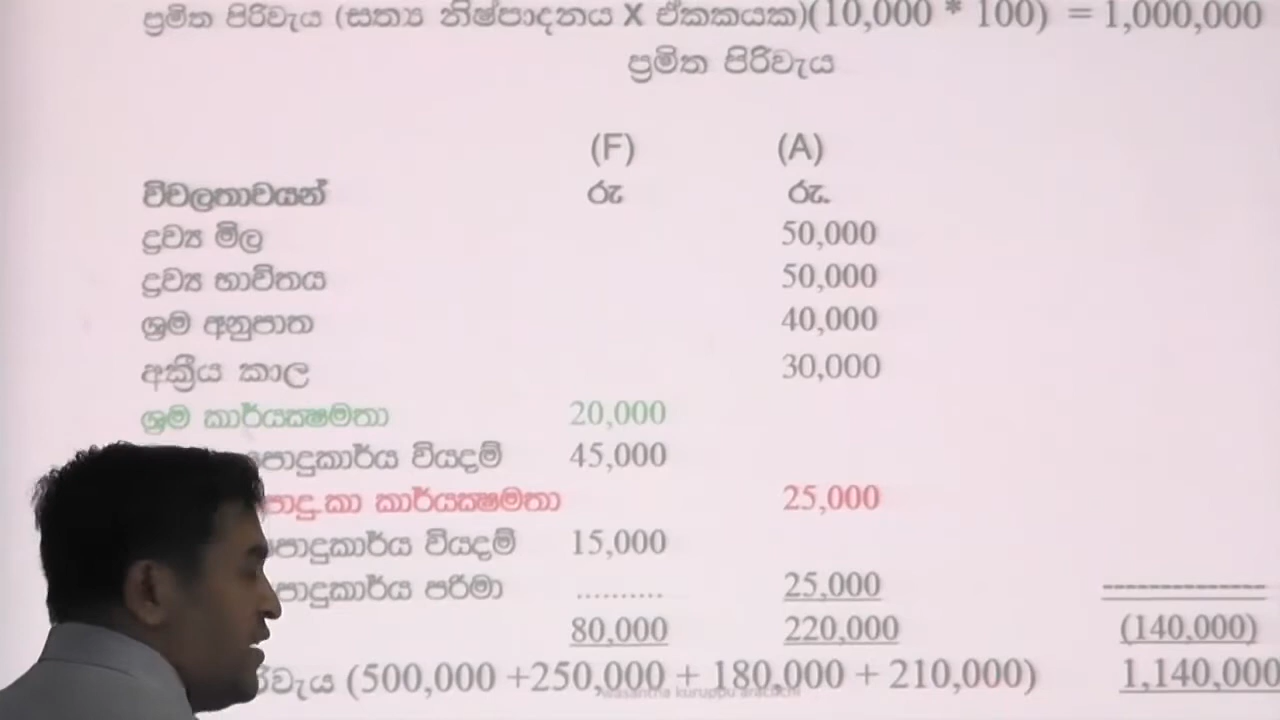 ප්‍රමිත පිරිවැය (සත්‍ය නිෂ්පාදනය X ඒකකයක)(10,000 * 100) = 1,000,000
ප්‍රමිත පිරිවැය
(F) (A)
විචලතාවයන් රු රු.
ද්‍රව්‍ය මිල 50,000
ද්‍රව්‍ය භාවිතය 50,000
ශ්‍රම අනුපාත 40,000
අක්‍රීය කාල 30,000
ශ්‍රම කාර්යක්ෂමතා 20,000
පොදුකාර්ය වියදම් 45,000
පොදු.කා කාර්යක්ෂමතා 25,000
පොදුකාර්ය වියදම් 15,000
පොදුකාර්ය පරිමා .......... 25,000 ----------------
80,000 220,000 (140,000)
(500,000 +250,000 + 180,000 + 210,000) 1,140,000